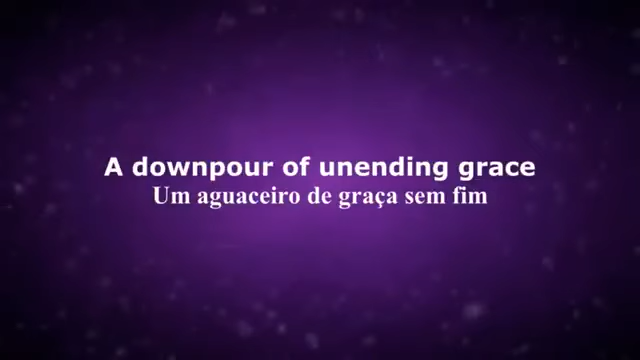 A downpour of unending grace
Um aguaceiro de graça sem fim